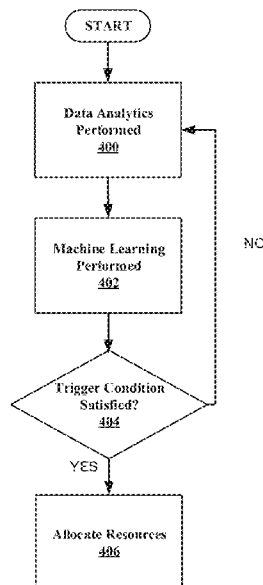 START
Data Analytics
Performed
400
Machine Learning
Performed
402
NO
Trigger Condition
Satisfied?
404
YES
Allocate Resources
406